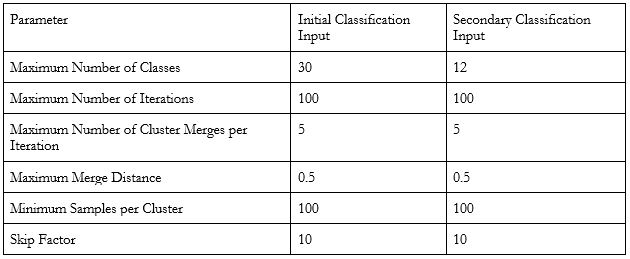 Parameter Initial Classification Secondary Classification
Input Input
Maximum Number of Classes 30 12
Maximum Number of Iterations 100 100
Maximum Number of Cluster Merges per 5 5
Iteration
Maximum Merge Distance 0.5 0.5
Minimum Samples per Cluster 100 100
Skip Factor 10 10